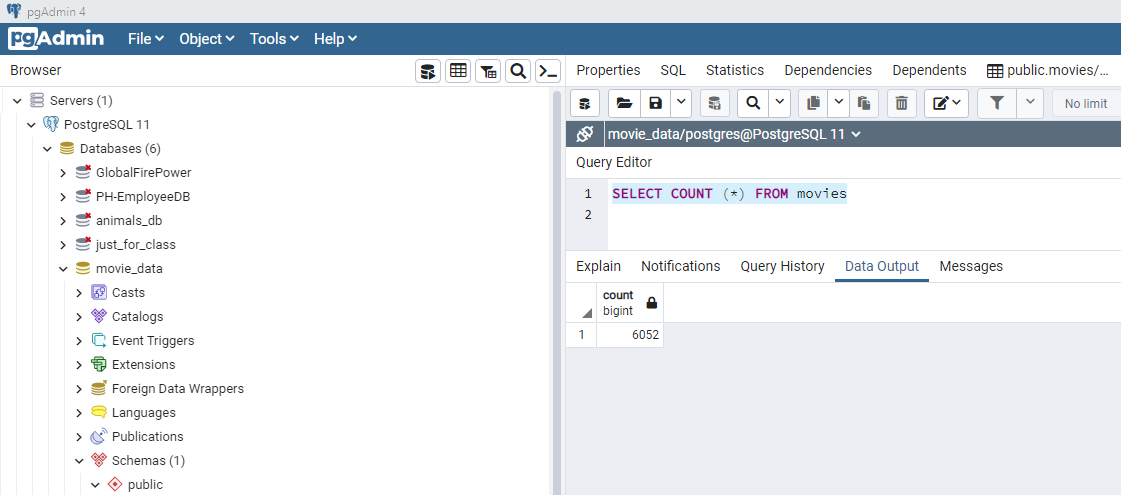 pgAdmin 4
pgAdmin File Object Tools Help
Browser
Properties SQL Statistics Dependencies Dependents public.movies/...
No limit
Servers (1)
PostgreSQL 11
Databases (6)
GlobalFirePower
PH-EmployeeDB
animals_db
just_for_class
movie_data
Casts
Catalogs
Event Triggers
Extensions
Foreign Data Wrappers
Languages
Publications
Schemas (1)
public
movie_data/postgres@PostgreSQL 11
Query Editor
1 SELECT COUNT (*) FROM movies
2
Explain Notifications Query History Data Output Messages
count
bigint
1 6052